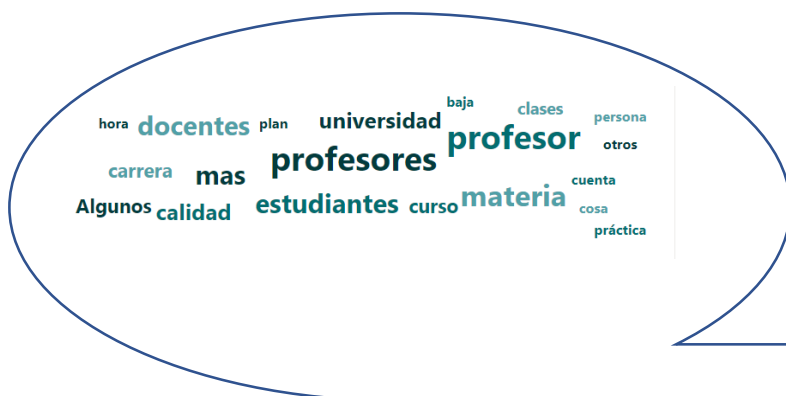 baja
clases
persona
hora docentes plan universidad
profesor otros
profesores
carrera mas
cuenta
Algunos calidad estudiantes curso materia cosa
práctica